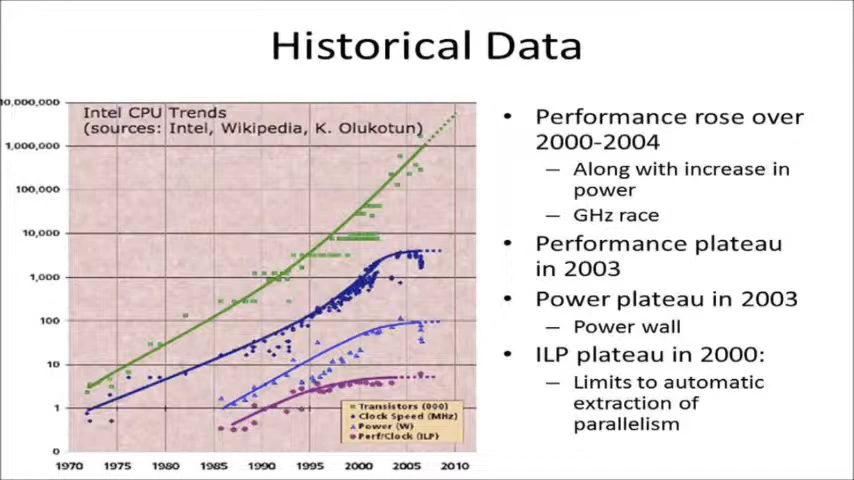 Historical Data
Intel CPU Trends
(sources: Intel, Wikipedia, K. Olukotun)
10,000,000
1,000,000
100,000
10,000
1,000
100
10
1
0
1970 1975 1980 1985 1990 1995 2000 2005 2010
Transistors (000)
Clock Speed (MHz)
Power (W)
Perf/Clock (ILP)
• Performance rose over
2000-2004
– Along with increase in
power
– GHz race
• Performance plateau
in 2003
• Power plateau in 2003
– Power wall
• ILP plateau in 2000:
– Limits to automatic
extraction of
parallelism